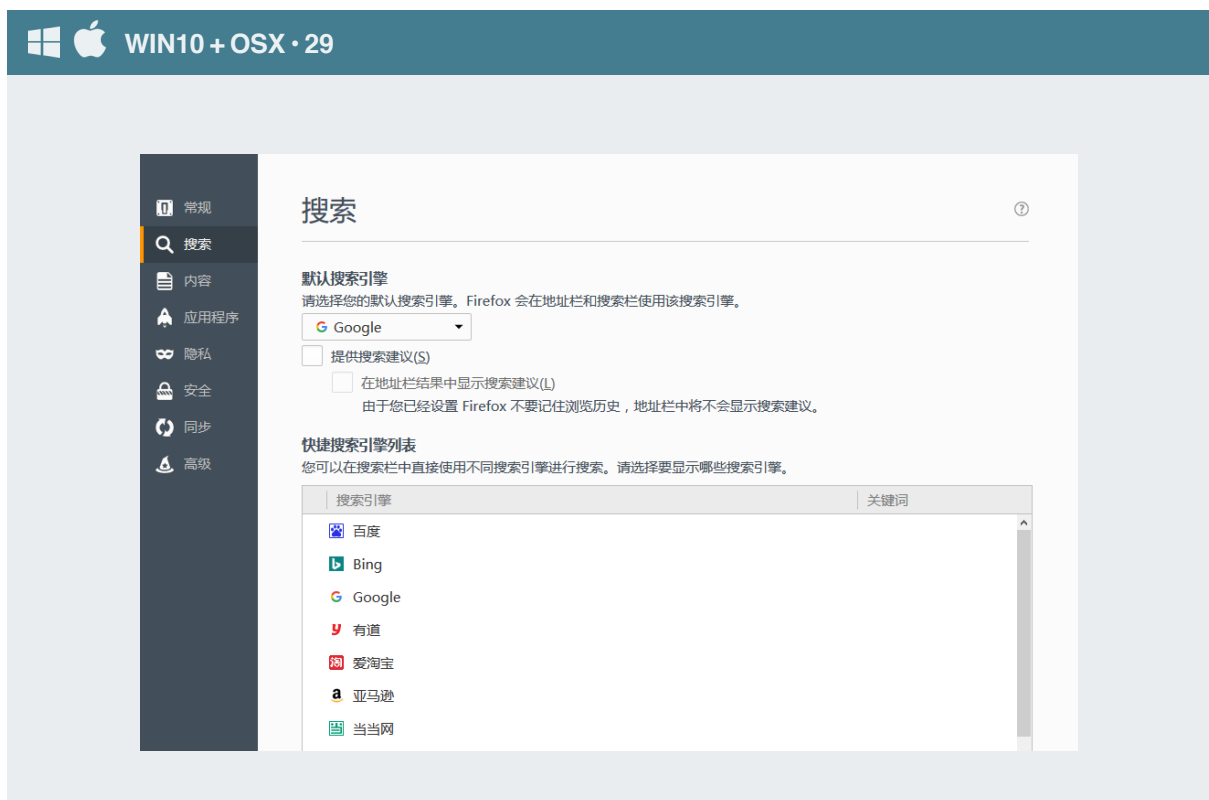 WIN10 + OSX · 29
常规
搜索
内容
应用程序
隐私
安全
同步
高级
搜索
?
默认搜索引擎
请选择您的默认搜索引擎。Firefox 会在地址栏和搜索栏使用该搜索引擎。
Google
提供搜索建议(S)
在地址栏结果中显示搜索建议(L)
由于您已经设置 Firefox 不要记住浏览历史，地址栏中将不会显示搜索建议。
快捷搜索引擎列表
您可以在搜索栏中直接使用不同搜索引擎进行搜索。请选择要显示哪些搜索引擎。
搜索引擎 关键词
百度
Bing
Google
有道
淘 爱淘宝
a 亚马逊
当 当当网